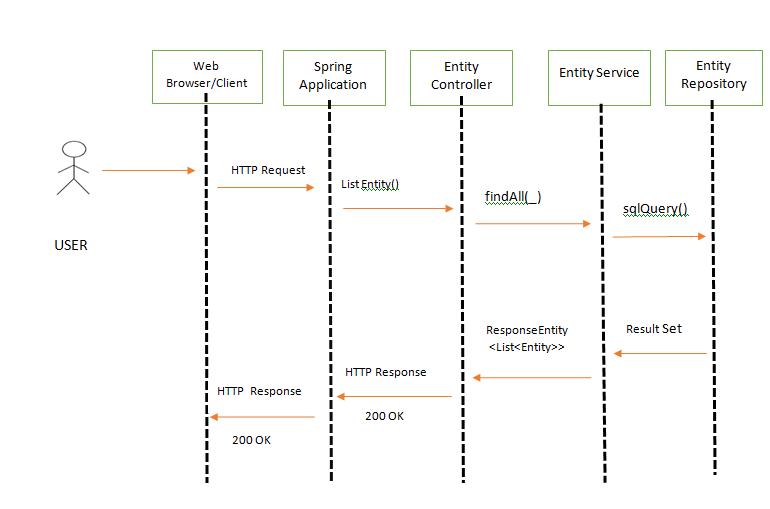 Web
Browser/Client
Spring
Application
Entity
Controller
Entity Service
Entity
Repository
HTTP Request
List Entity()
findAll(_)
sqlQuery()
USER
ResponseEntity
<List<Entity>>
Result Set
HTTP Response
HTTP Response
200 OK
200 OK